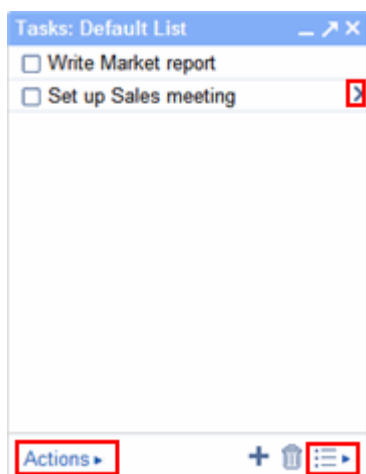 Tasks: Default List
Write Market report
Set up Sales meeting
Actions